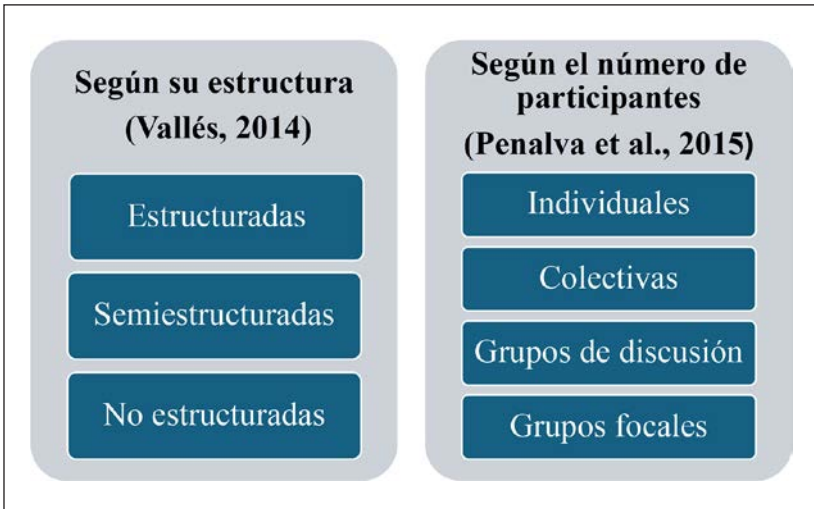 Según su estructura
(Vallés, 2014)
Estructuradas
Semiestructuradas
No estructuradas
Según el número de
participantes
(Penalva et al., 2015)
Individuales
Colectivas
Grupos de discusión
Grupos focales